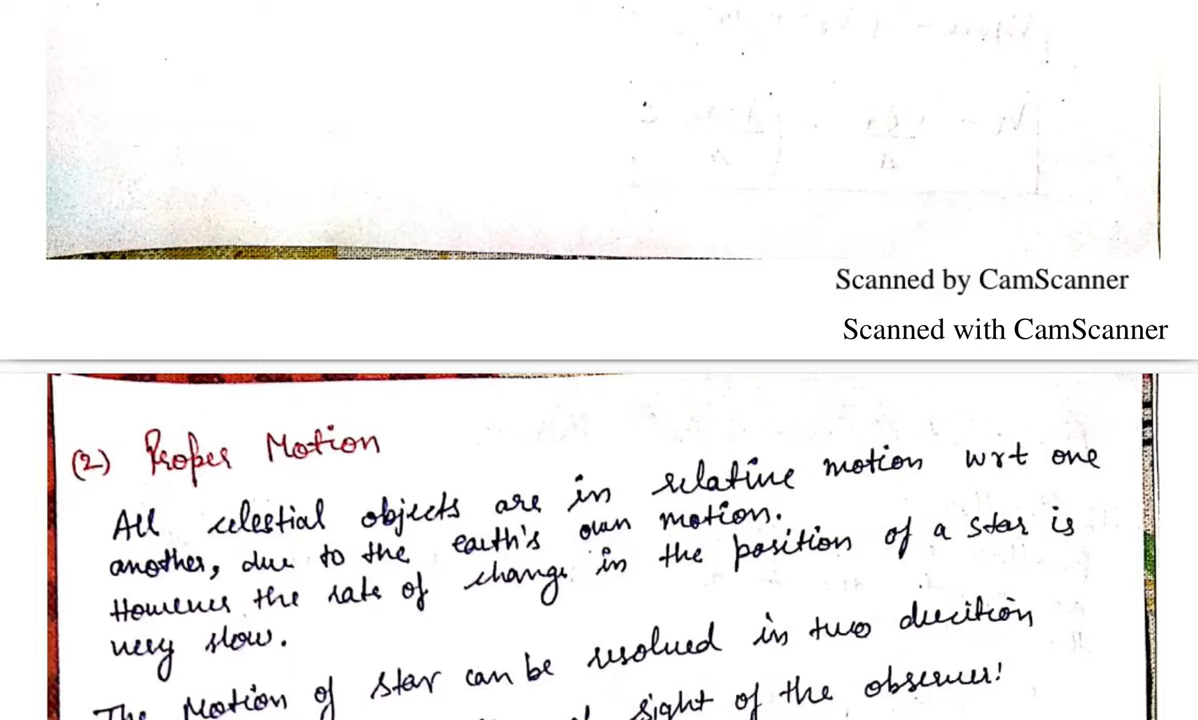 Scanned by CamScanner
Scanned with CamScanner
(2) Proper Motion
All celestial objects are in relative motion wrt one
another, due to the earth's own motion.
However the rate of change in the position of a star is
very slow.
The Motion of star can be resolved in two direction
sight of the observer!